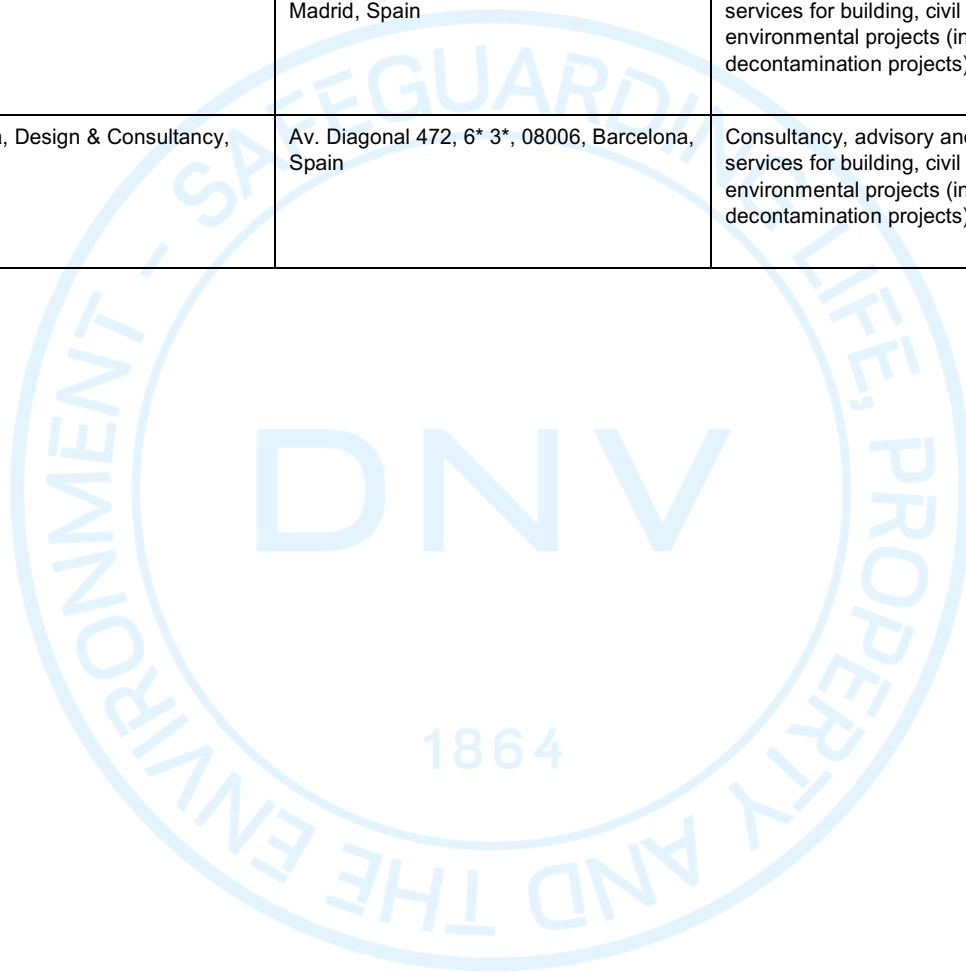 Madrid, Spain
services for building, civil
environmental projects (in
decontamination projects)
, Design & Consultancy,
Av. Diagonal 472, 6* 3*, 08006, Barcelona,
Spain
Consultancy, advisory and
services for building, civil
environmental projects (in
decontamination projects)
SAFEGUARDING LIFE, PROPERTY AND THE ENVIRONMENT -
DNV
1864